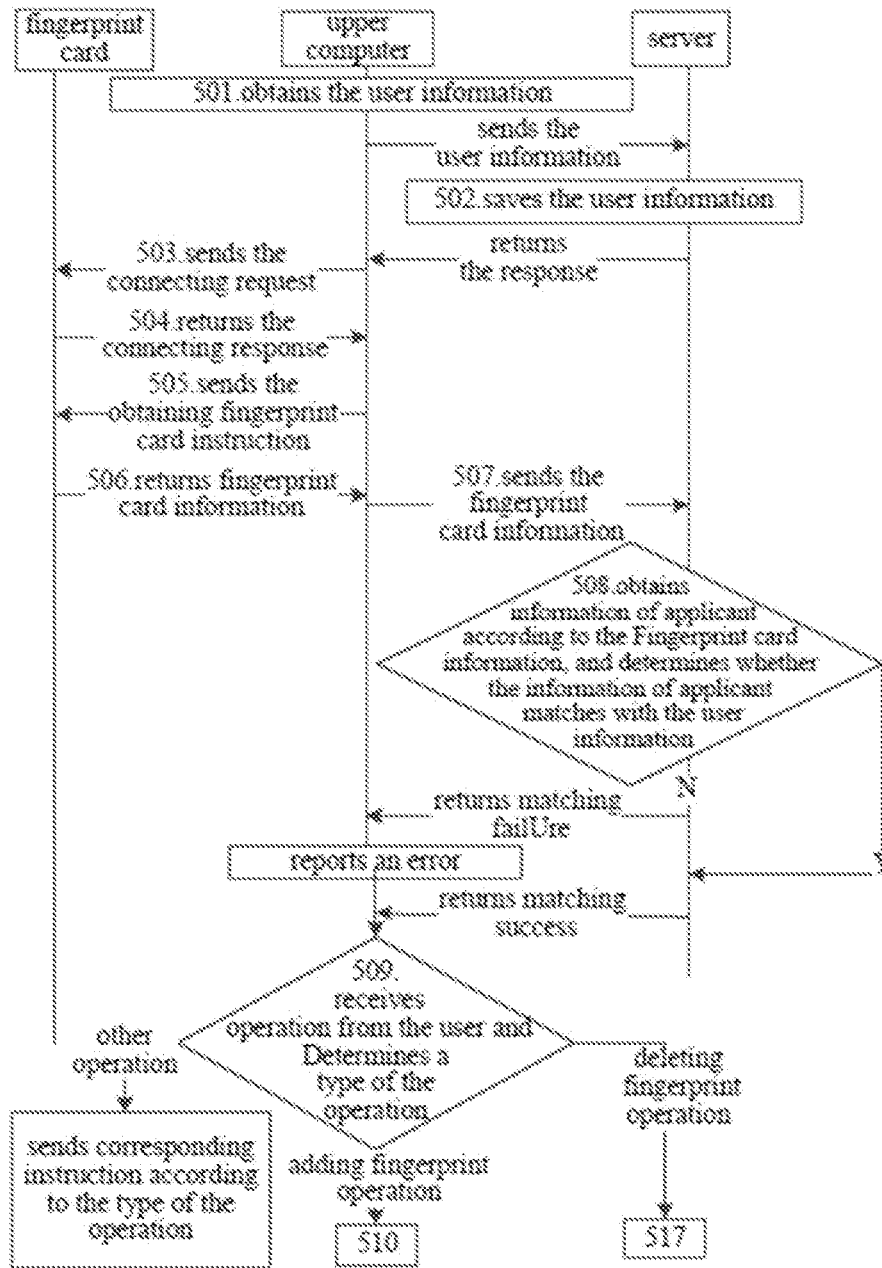 fingerprint
card
upper
computer
server
501.obtains the user information
sends the
user information
502.saves the user information
503.sends the
connecting request
returns
the response
504.returns the
connecting response
505.sends the
obtaining fingerprint
card instruction
506.returns fingerprint
card information
507.sends the
fingerprint
card information
508.obtains
information of applicant
according to the Fingerprint card
information, and determines whether
the information of applicant
matches with the user
information
N
Y
returns matching
failUre
reports an error
returns matching
success
509.
receives
operation from the user and
Determines a
type of the
operation
other
operation
deleting
fingerprint
operation
sends corresponding
instruction according
to the type of the
operation
adding fingerprint
operation
510
517